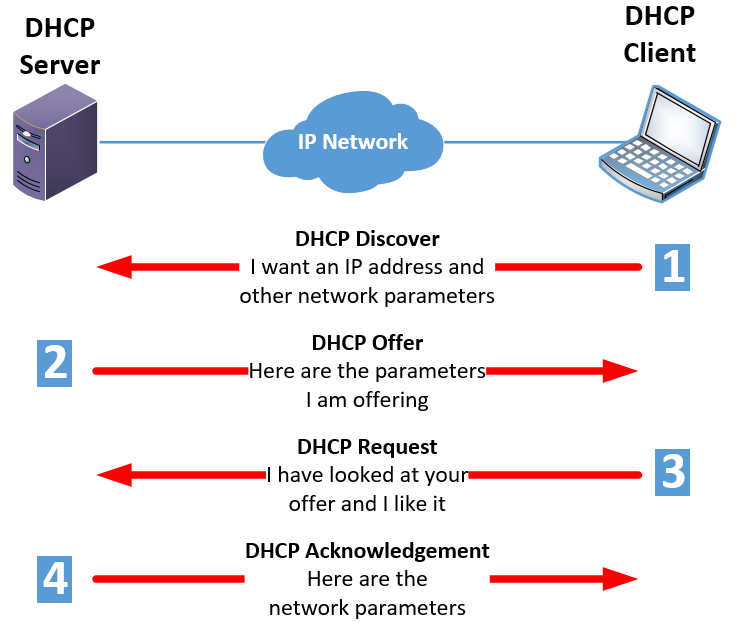 DHCP
Server
DHCP
Client
IP Network
DHCP Discover
I want an IP address and
other network parameters
1
DHCP Offer
2
Here are the parameters
I am offering
DHCP Request
I have looked at your
offer and I like it
3
DHCP Acknowledgement
4
Here are the
network parameters